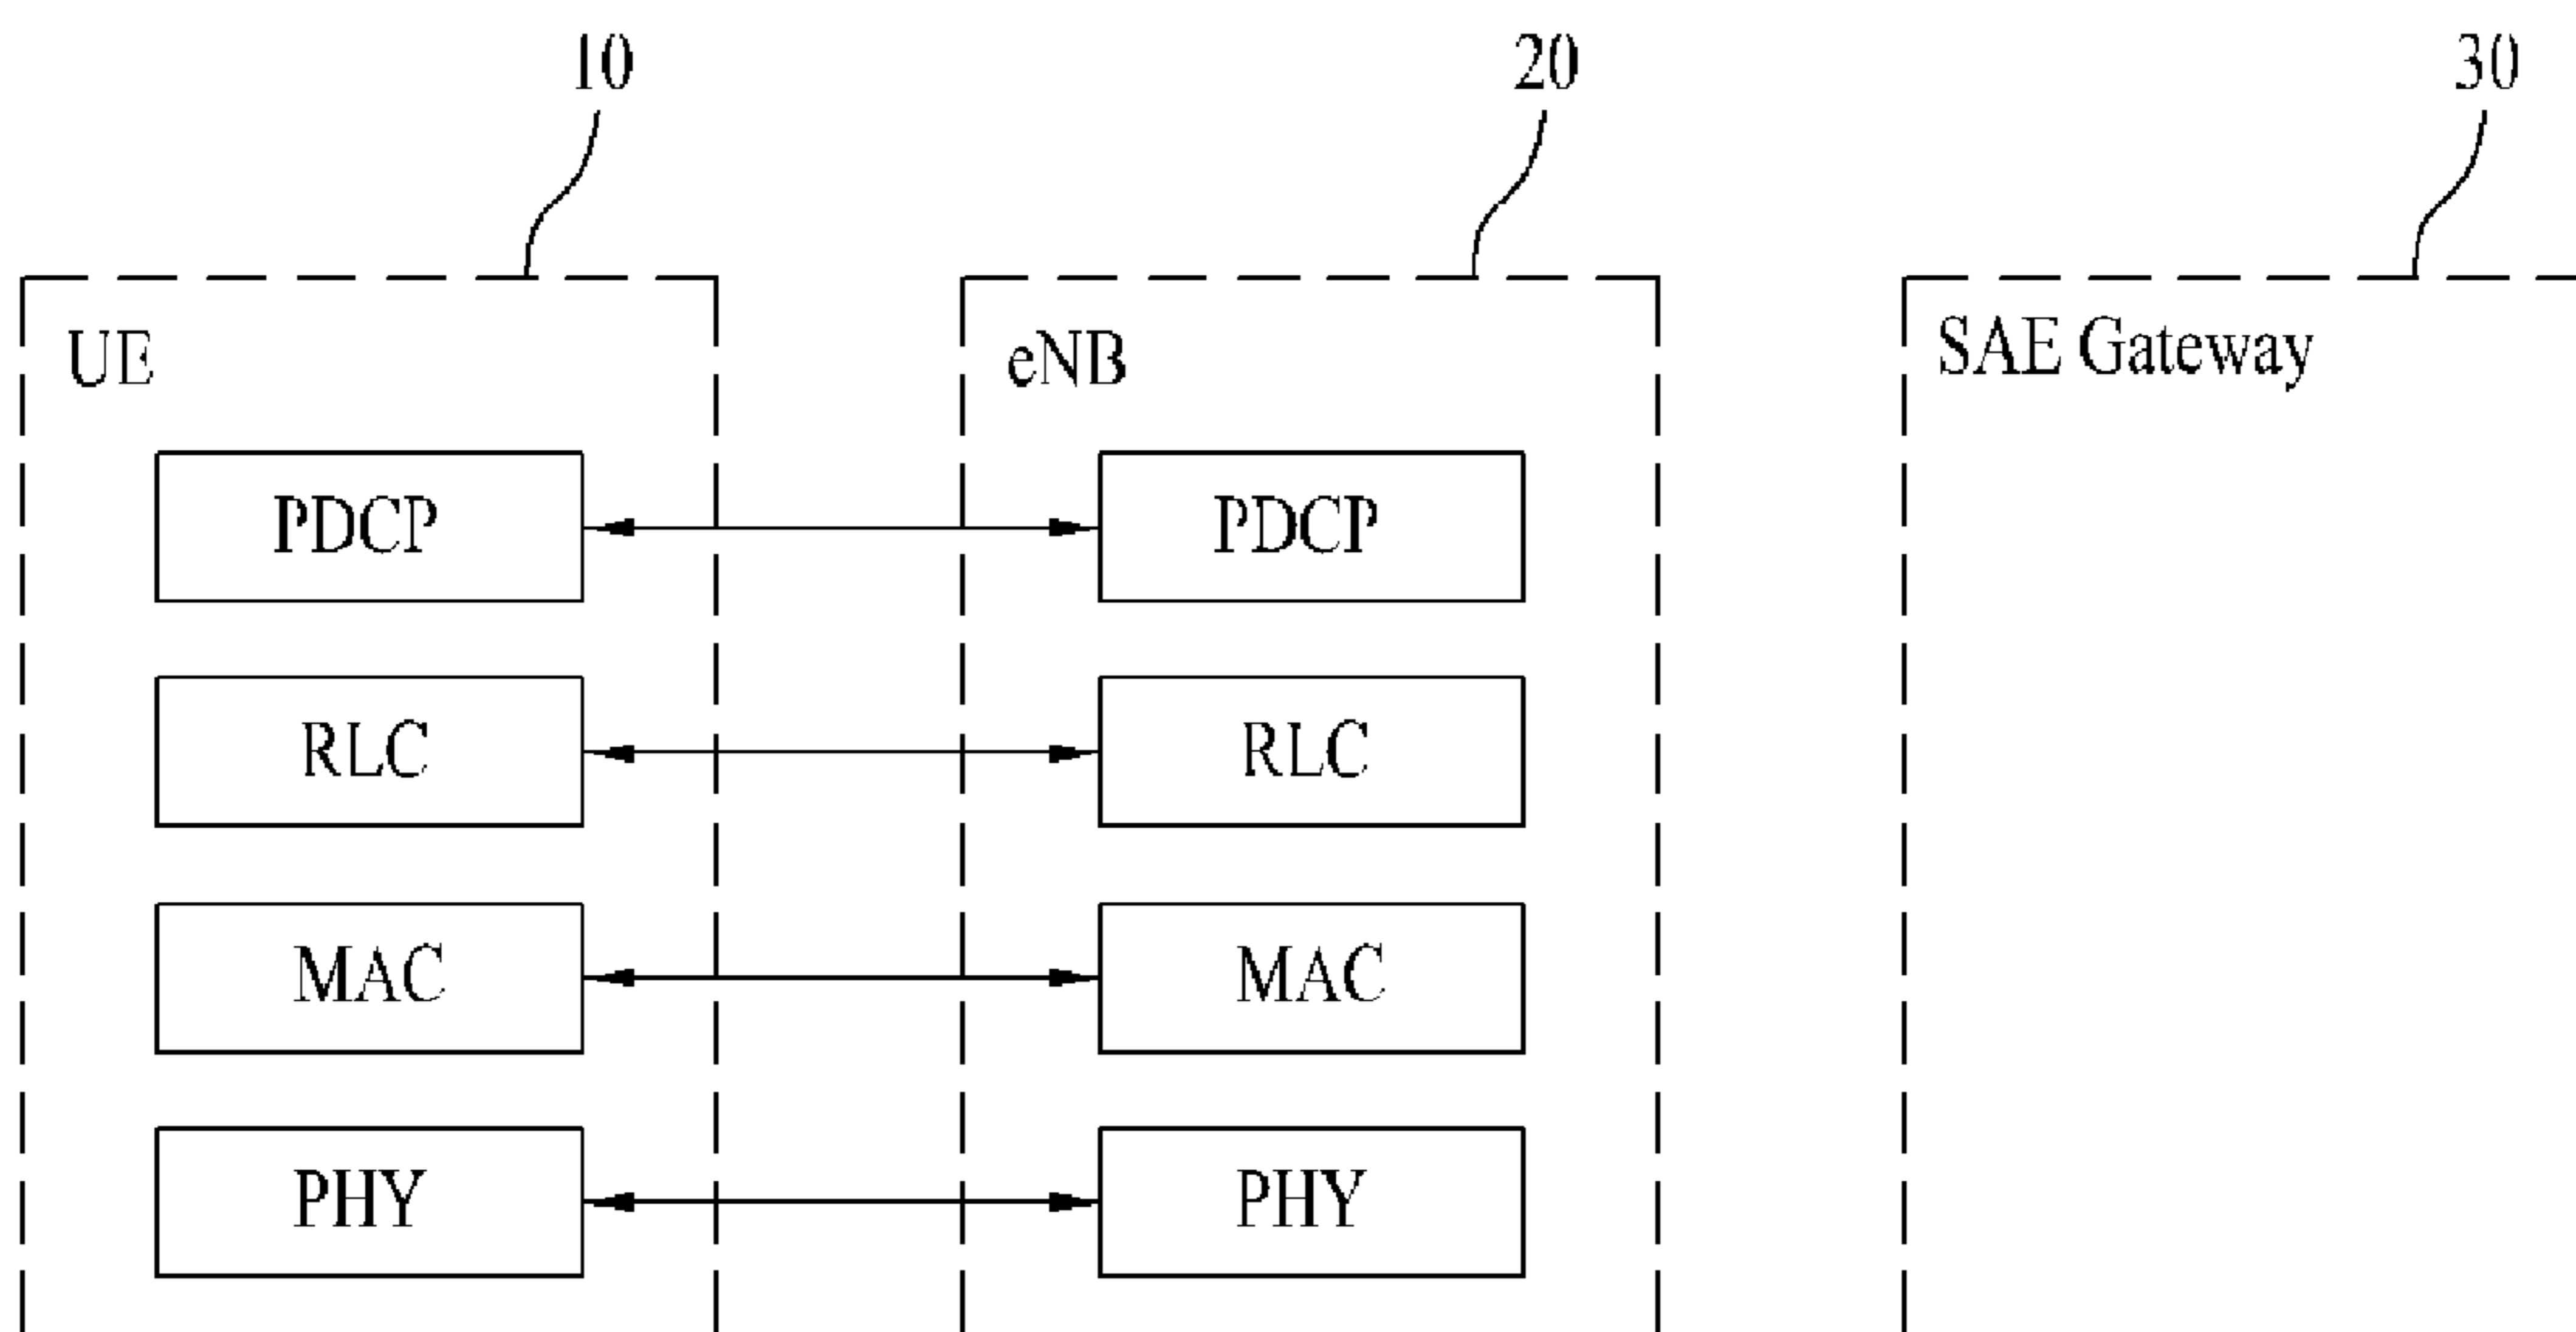 10 20 30
UE eNB SAE Gateway
PDCP PDCP
RLC RLC
MAC MAC
PHY PHY